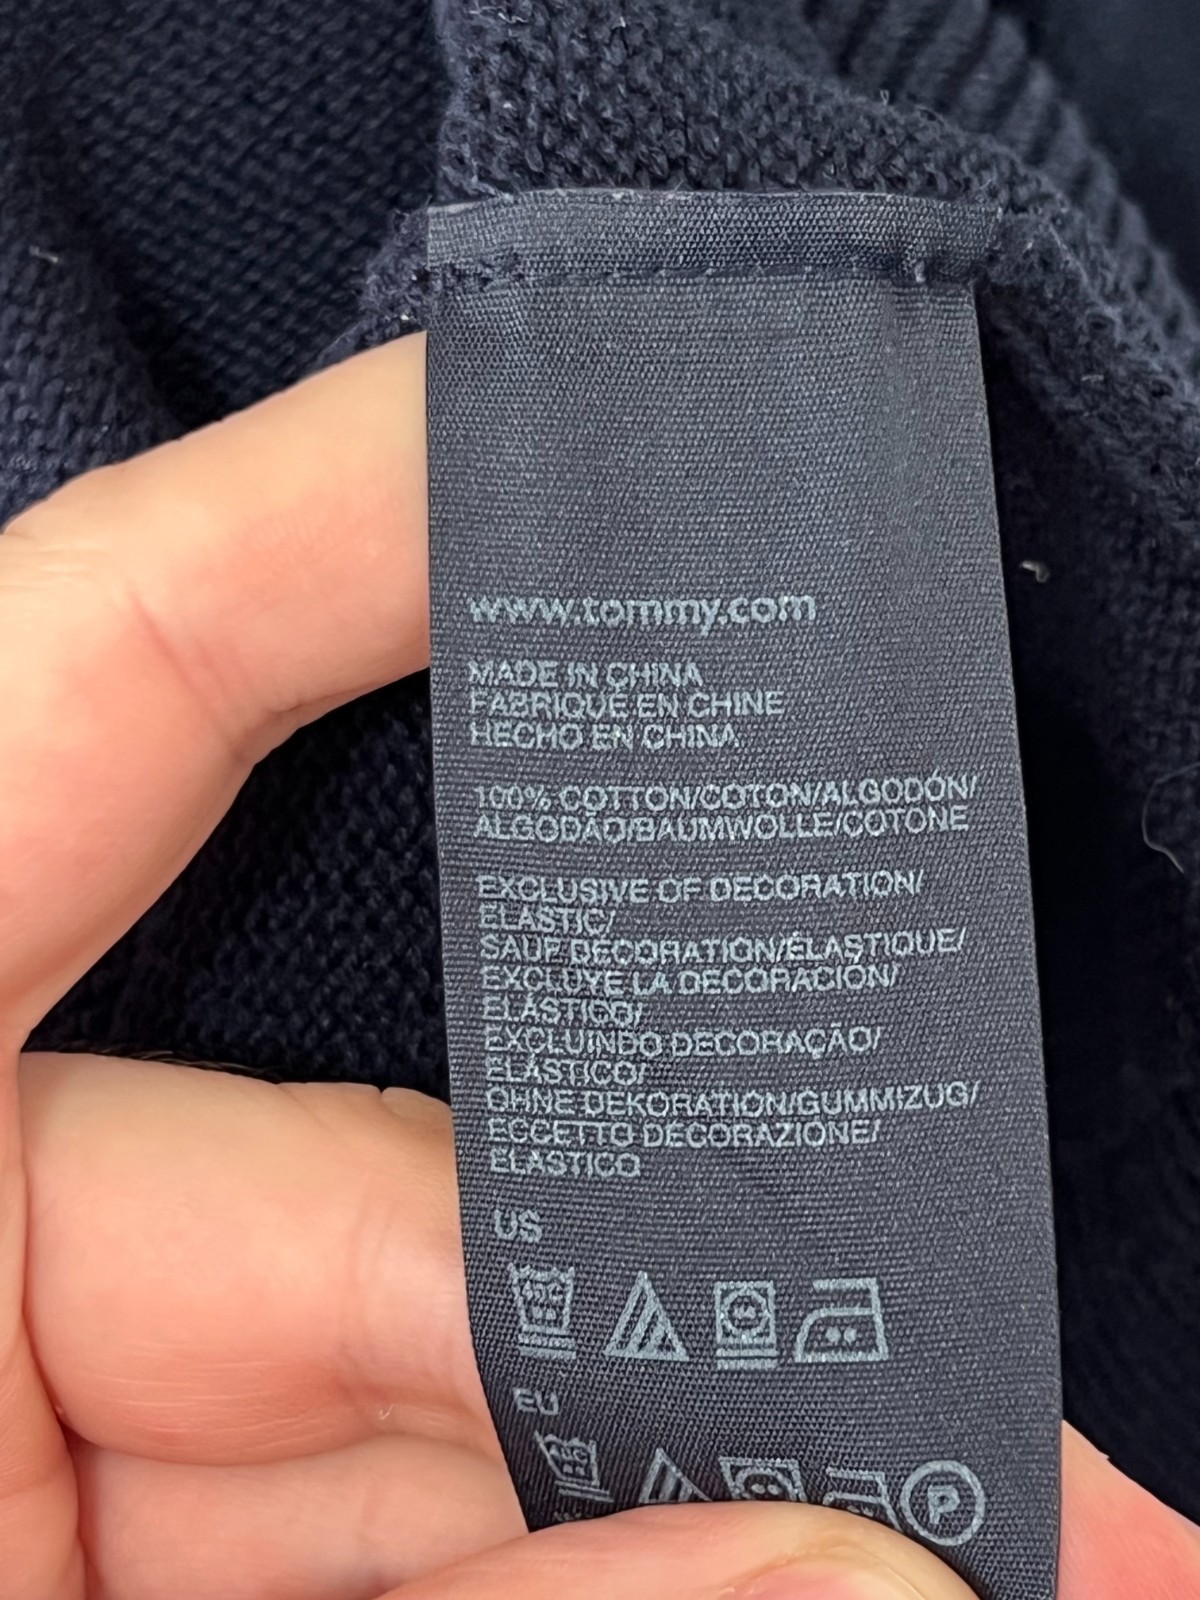 www.tommy.com
MADE IN CHINA
FABRIQUÉ EN CHINE
HECHO EN CHINA
100% COTTON/COTON/ALGODÓN/
ALGODÃO/BAUMWOLLE/COTONE
EXCLUSIVE OF DECORATION/
ELASTIC/
SAUF DÉCORATION/ÉLASTIQUE/
EXCLUYE LA DECORACIÓN/
ELÁSTICO/
EXCLUINDO DECORAÇÃO/
ELÁSTICO/
OHNE DEKORATION/GUMMIZUG/
ECCETTO DECORAZIONE/
ELASTICO
US
EU
P